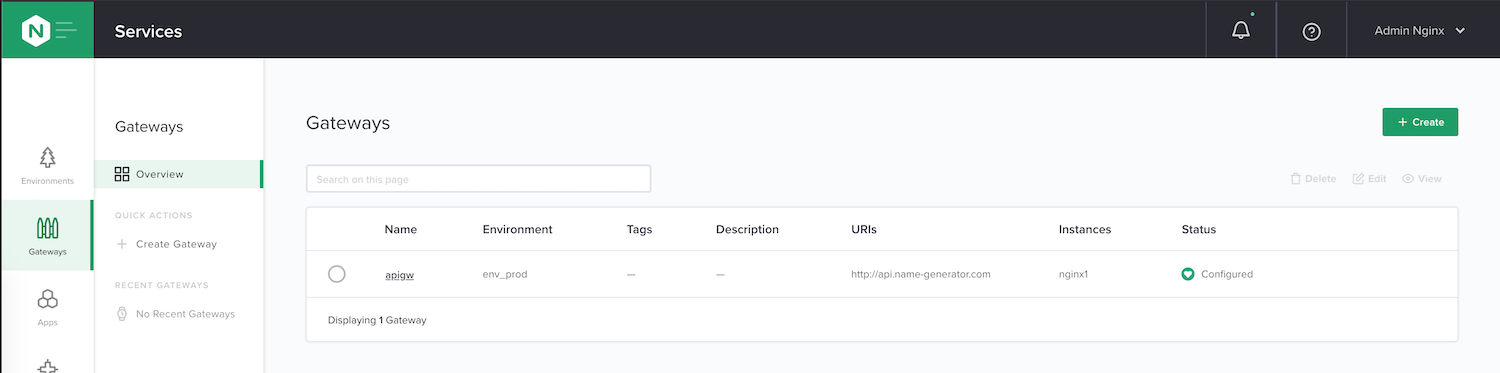 N
Services
Admin Nginx
Environments
Gateways
Apps
Gateways
Overview
QUICK ACTIONS
+ Create Gateway
RECENT GATEWAYS
No Recent Gateways
Gateways
+ Create
Search on this page
Delete Edit View
Name Environment Tags Description URIs Instances Status
apigw env_prod — — http://api.name-generator.com nginx1 Configured
Displaying 1 Gateway